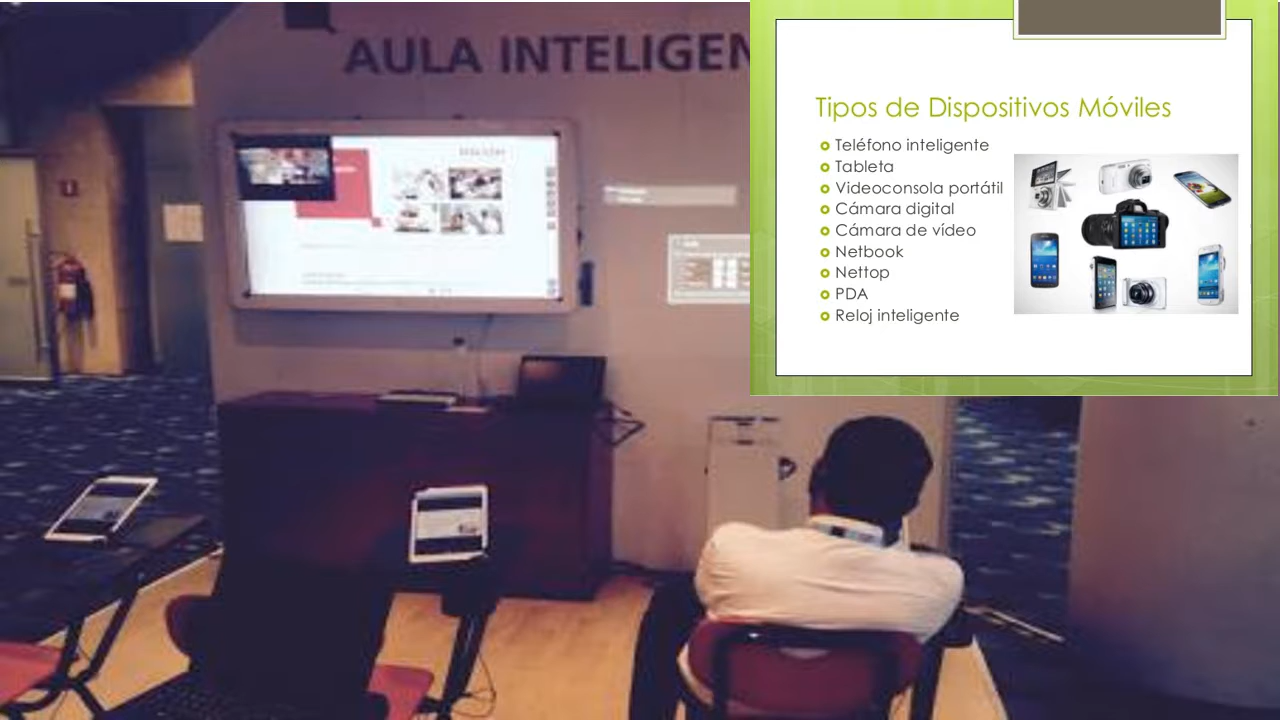 AULA INTELIGEN
Tipos de Dispositivos Móviles
Teléfono inteligente
Tableta
Videoconsola portátil
Cámara digital
Cámara de vídeo
Netbook
Nettop
PDA
Reloj inteligente